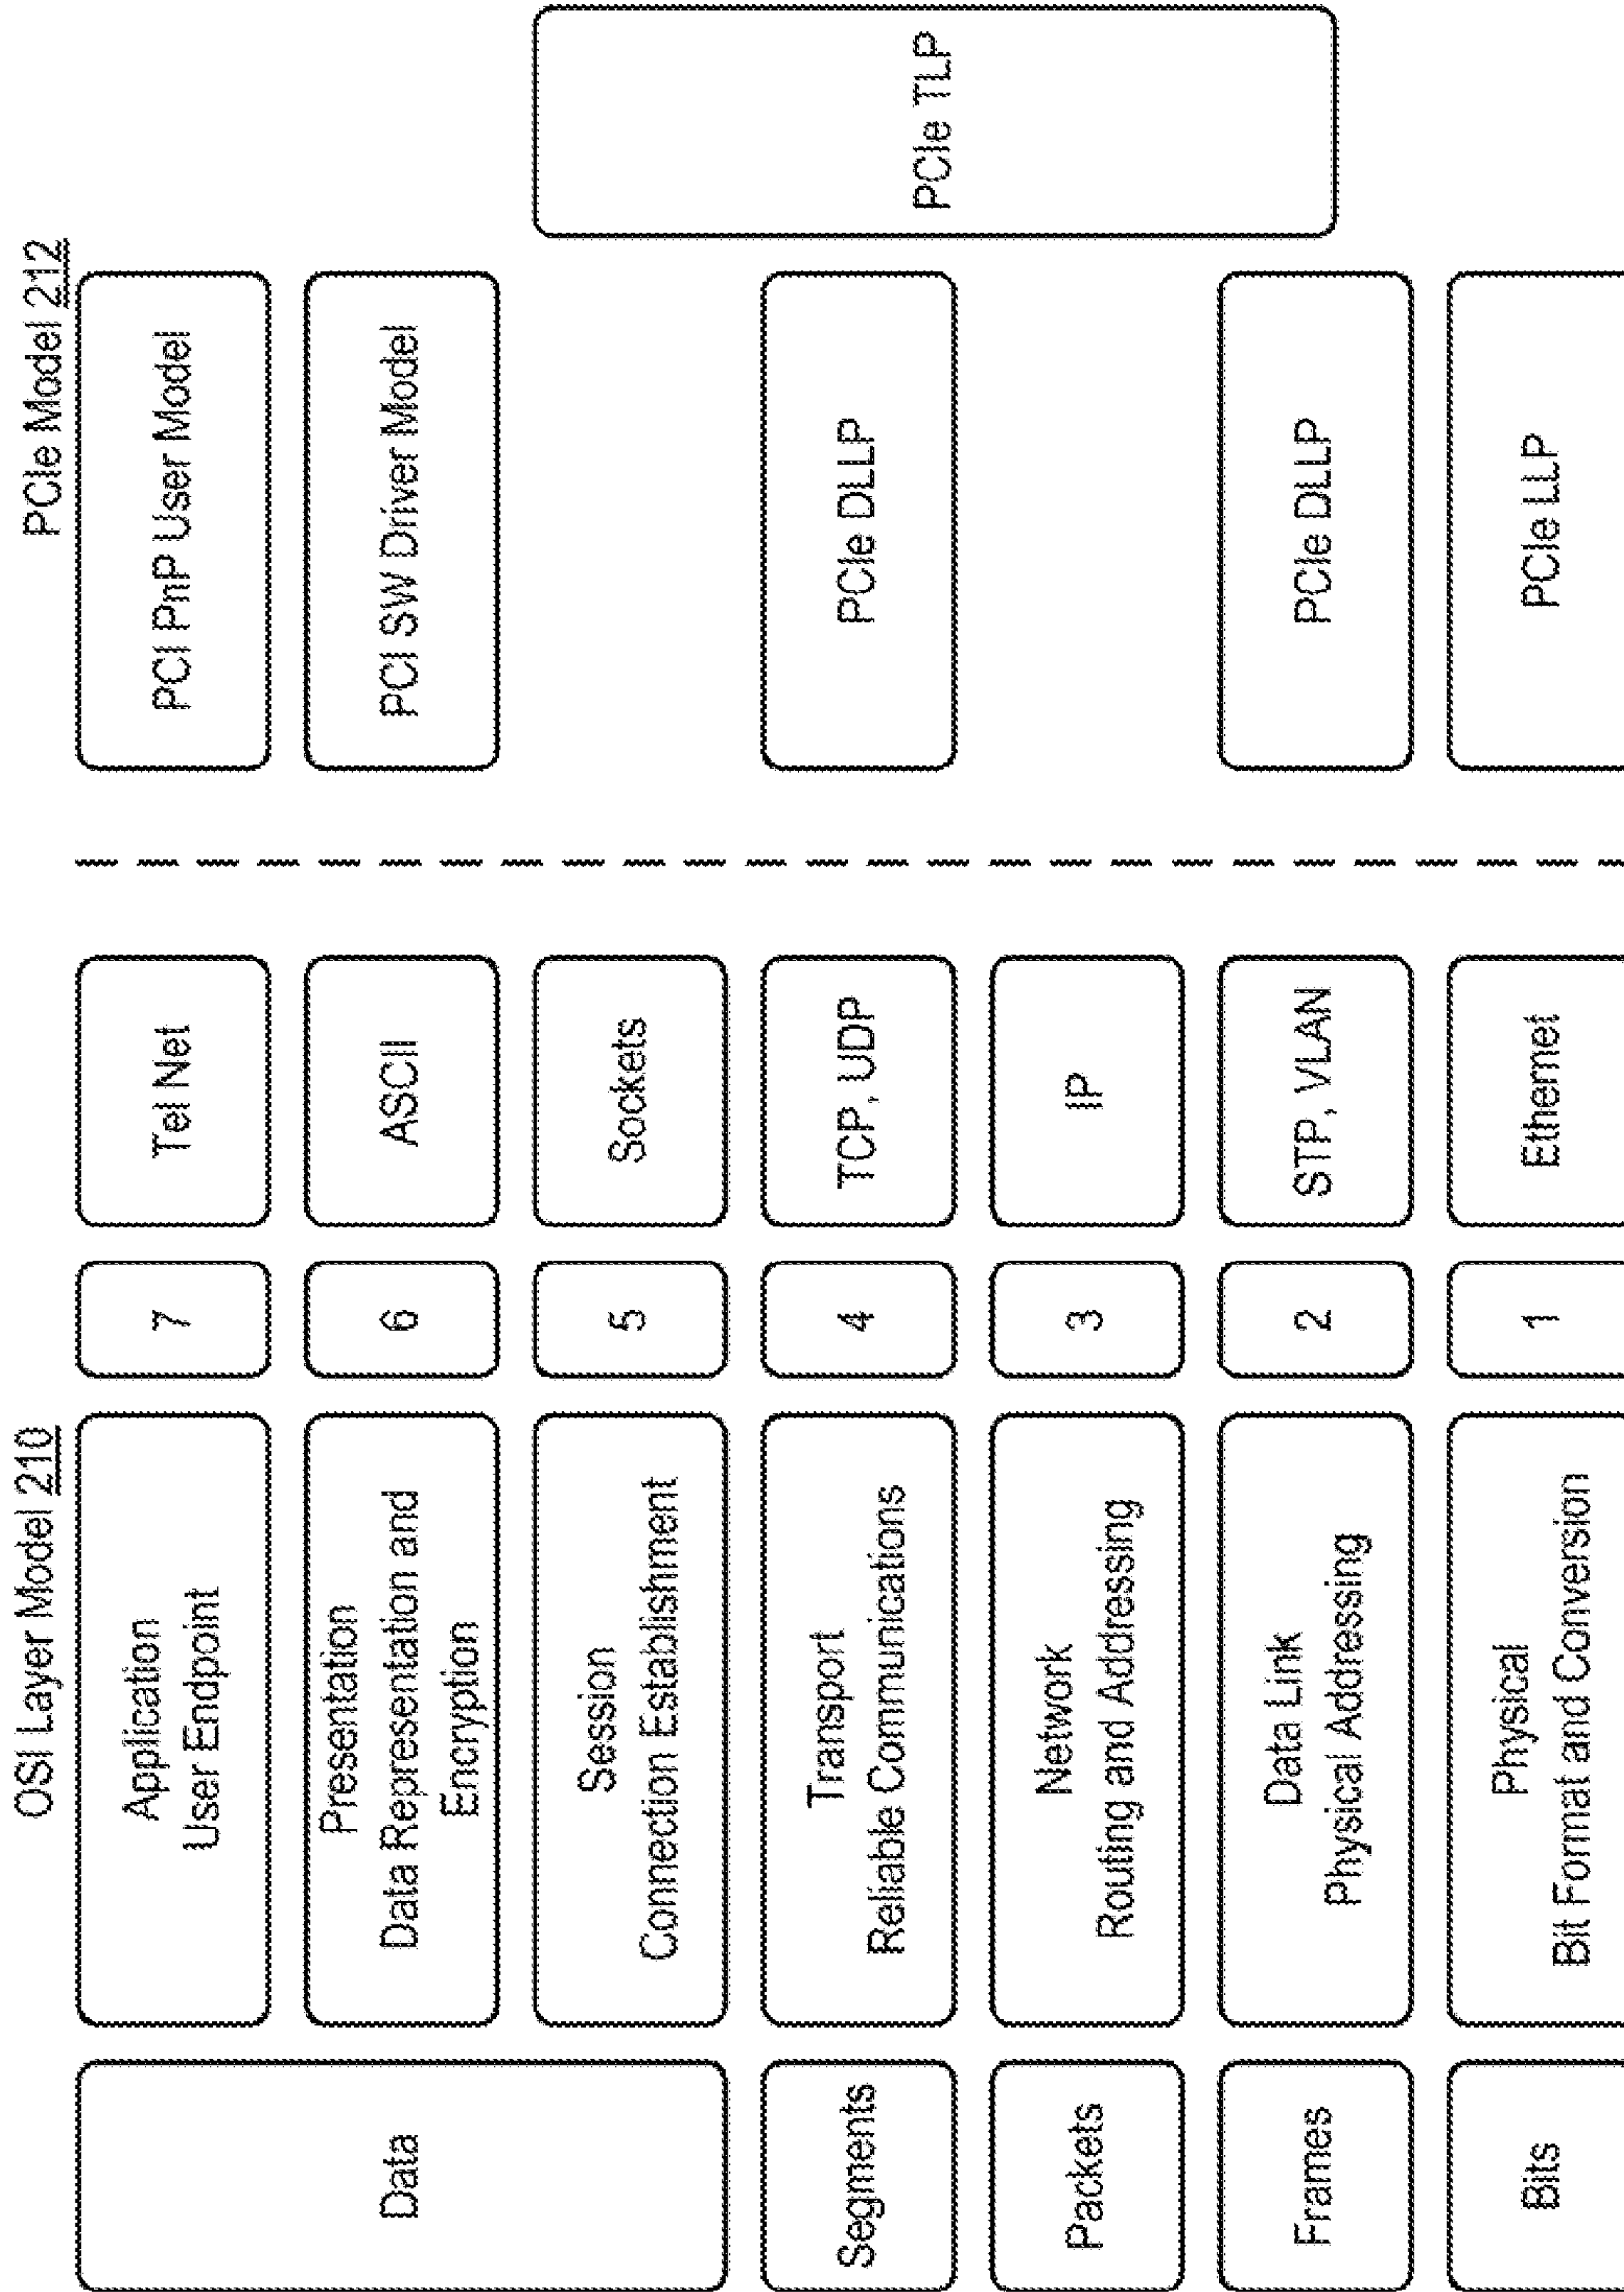 OSI Layer Model 210
PCIe Model 212
Data
Application
User Endpoint
7
Tel Net
PCI PnP User Model
Presentation
Data Representation and
Encryption
6
ASCII
PCI SW Driver Model
Session
Connection Establishment
5
Sockets
PCIe TLP
Segments
Transport
Reliable Communications
4
TCP, UDP
PCIe DLLP
Packets
Network
Routing and Addressing
3
IP
Frames
Data Link
Physical Addressing
2
STP, VLAN
PCIe DLLP
Bits
Physical
Bit Format and Conversion
1
Ethernet
PCIe LLP